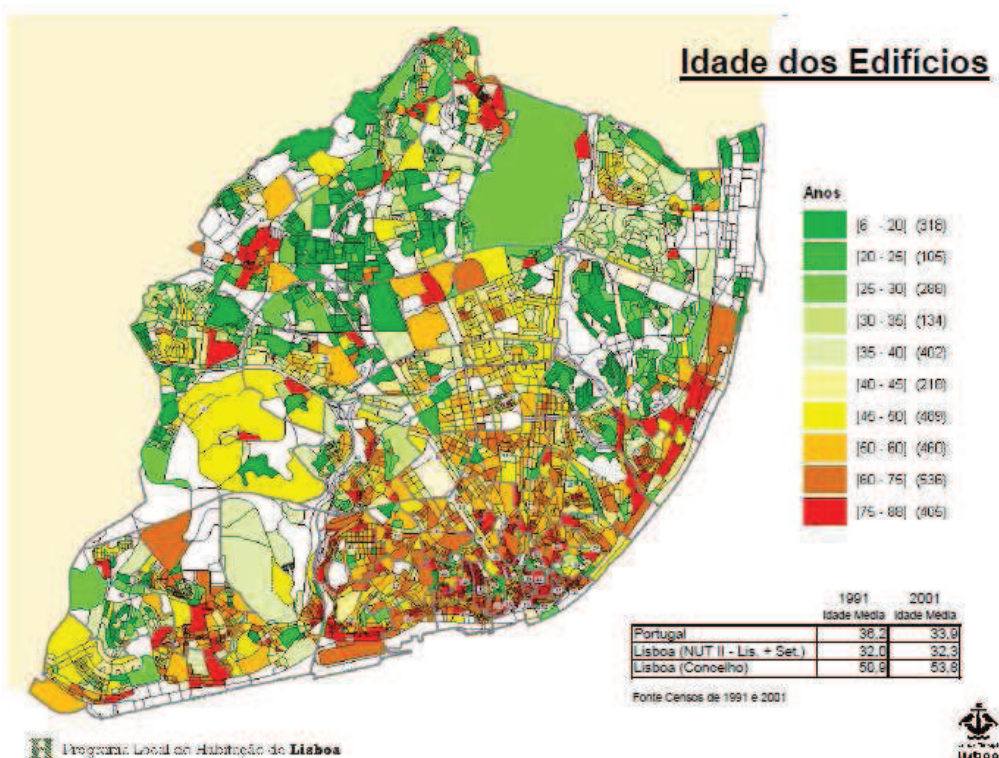 Idade dos Edifícios
Anos
[6 - 20] (318)
[20 - 25] (105)
[25 - 30] (288)
[30 - 35] (134)
[35 - 40] (402)
[40 - 45] (218)
[45 - 50] (489)
[50 - 60] (460)
[60 - 75] (536)
[75 - 88] (405)
1991 2001
Idade Média Idade Média
Portugal 36,2 33,9
Lisboa (NUT II - Lis. + Set.) 32,0 32,3
Lisboa (Concelho) 50,9 53,8
Fonte Censos de 1991 e 2001
Programa Local de Habitação de Lisboa
Lisboa